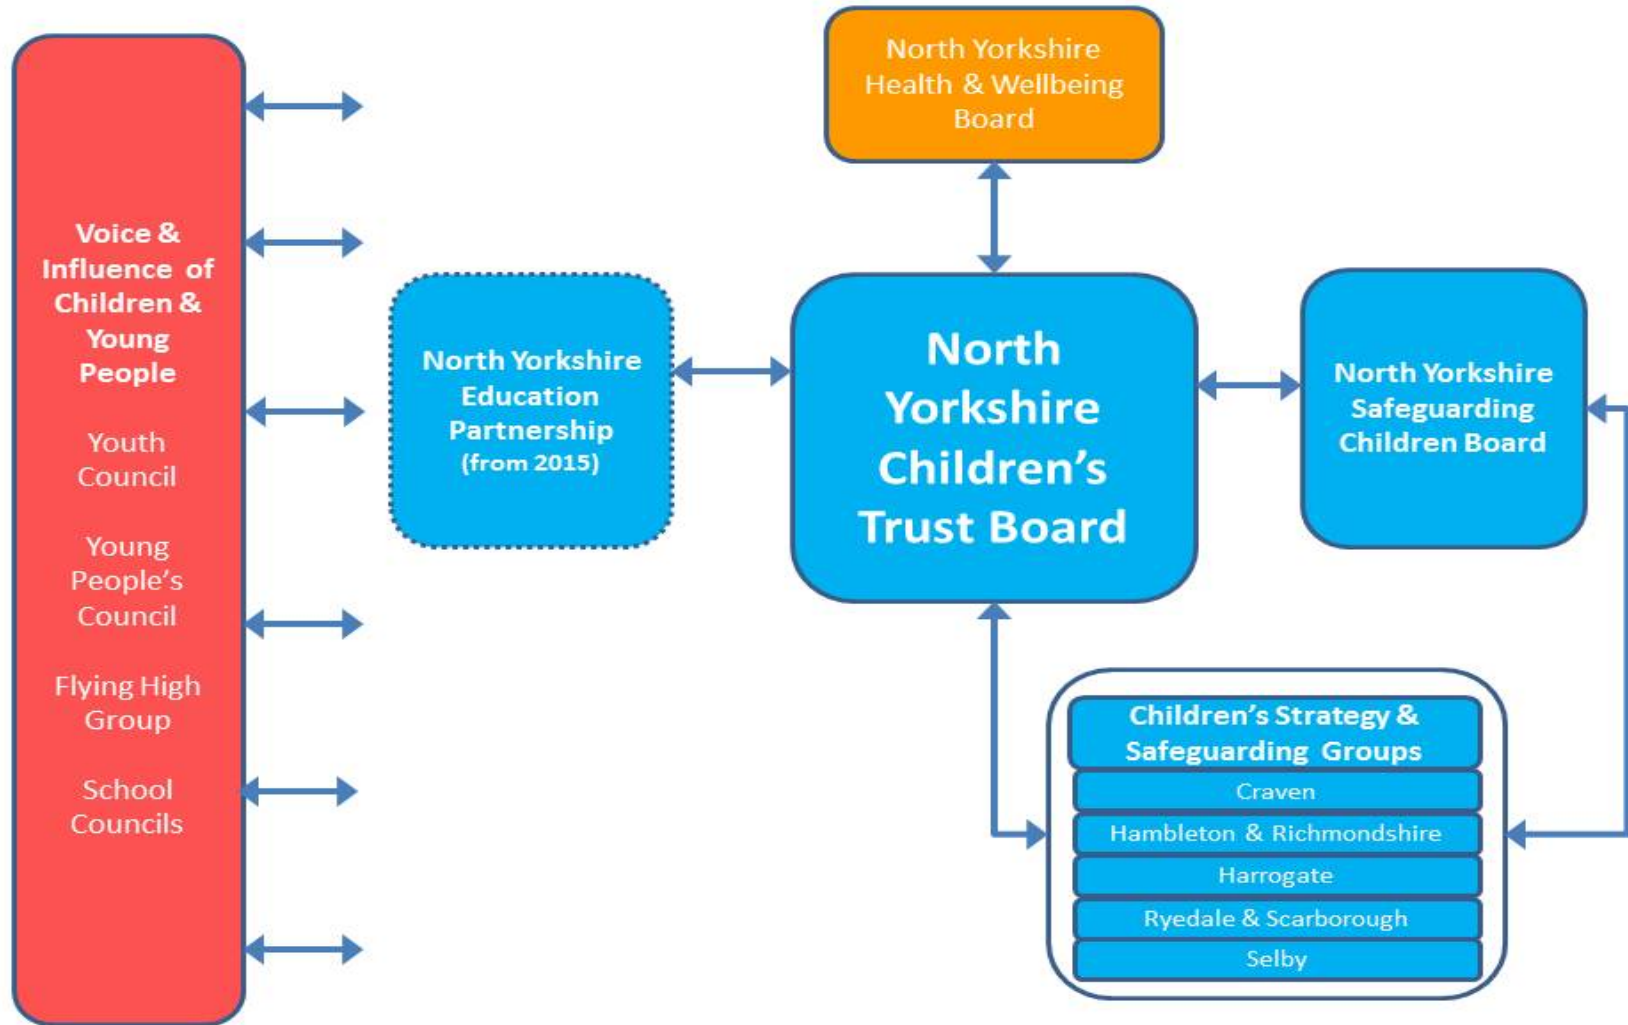 Voice &
Influence of
Children &
Young
People
Youth
Council
Young
People's
Council
Flying High
Group
School
Councils
North Yorkshire
Health & Wellbeing
Board
North Yorkshire
Education
Partnership
(from 2015)
North
Yorkshire
Children’s
Trust Board
North Yorkshire
Safeguarding
Children Board
Children’s Strategy &
Safeguarding Groups
Craven
Hambleton & Richmondshire
Harrogate
Ryedale & Scarborough
Selby